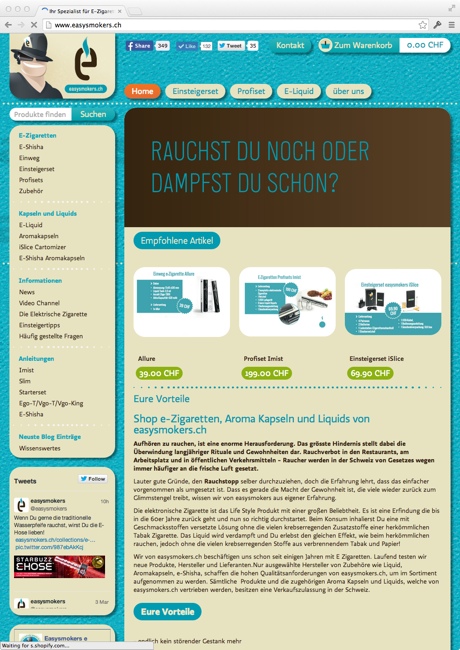 Ihr Spezialist für E-Zigaret
www.easysmokers.ch
Share 349 Like 132 Tweet 35 Kontakt Zum Warenkorb 0.00 CHF
e
easysmokers.ch
Home Einsteigerset Profiset E-Liquid über uns
Produkte finden Suchen
E-Zigaretten
E-Shisha
Einweg
Einsteigerset
Profisets
Zubehör
Kapseln und Liquids
E-Liquid
Aromakapseln
iSlice Cartomizer
E-Shisha Aromakapseln
Informationen
News
Video Channel
Die Elektrische Zigarette
Einsteigertipps
Häufig gestellte Fragen
Anleitungen
Imist
Slim
Starterset
Ego-T/Vgo-T/Vgo-King
E-Shisha
Neuste Blog Einträge
Wissenswertes
Tweets Follow
easysmokers 10h
@easysmokers
Wenn Du gerne die traditionelle
Wasserpfeife rauchst, wirst Du die E-
Hose lieben!
easysmokers.ch/collections/e-...
pic.twitter.com/987ebAkKqj
STARBUZZ
EHOSE
easysmokers 3 Mar
@easysmokers
Easysmokers e
RAUCHST DU NOCH ODER
DAMPFST DU SCHON?
Empfohlene Artikel
Einweg e-Zigarette Allure
E-Zigaretten Profisets Imist
Einsteigerset easysmokers iSlice
Allure
39.00 CHF
Profiset Imist
199.00 CHF
Einsteigerset iSlice
69.90 CHF
Eure Vorteile
Shop e-Zigaretten, Aroma Kapseln und Liquids von
easysmokers.ch
Aufhören zu rauchen, ist eine enorme Herausforderung. Das grösste Hindernis stellt dabei die
Überwindung langjähriger Rituale und Gewohnheiten dar. Rauchverbot in den Restaurants, am
Arbeitsplatz und in öffentlichen Verkehrsmitteln – Raucher werden in der Schweiz von Gesetzes wegen
immer häufiger an die frische Luft gesetzt.
Lauter gute Gründe, den Rauchstopp selber durchzuziehen, doch die Erfahrung lehrt, dass das einfacher
vorgenommen als umgesetzt ist. Dass es gerade die Macht der Gewohnheit ist, die viele wieder zurück zum
Glimmstengel treibt, wissen wir von easysmokers aus eigener Erfahrung.
Die elektronische Zigarette ist das Life Style Produkt mit einer großen Beliebtheit. Es ist eine Erfindung die bis
in die 60er Jahre zurück geht und nun so richtig durchstartet. Beim Konsum inhalierst Du eine mit
Geschmacksstoffen versetzte Lösung ohne die vielen krebserregenden Zusatzstoffe einer herkömmlichen
Tabak Zigarette. Das Liquid wird verdampft und Du erlebst den gleichen Effekt, wie beim herkömmlichen
rauchen, jedoch ohne die vielen krebserregenden Stoffe aus verbrennendem Tabak und Papier!
Wir von easysmokers.ch beschäftigen uns schon seit einigen Jahren mit E Zigaretten. Laufend testen wir
neue Produkte, Hersteller und Lieferanten.Nur ausgewählte Hersteller von Zubehöre wie Liquid,
Aromakapseln, e-Shisha, schaffen die hohen Qualitätsanforderungen von easysmokers.ch, um im Sortiment
aufgenommen zu werden. Sämtliche Produkte und die zugehörigen Aroma Kapseln und Liquids, welche von
easysmokers.ch vertrieben werden, besitzen eine Verkaufszulassung in der Schweiz.
Eure Vorteile
endlich kein störender Gestank mehr
Waiting for s.shopify.com...